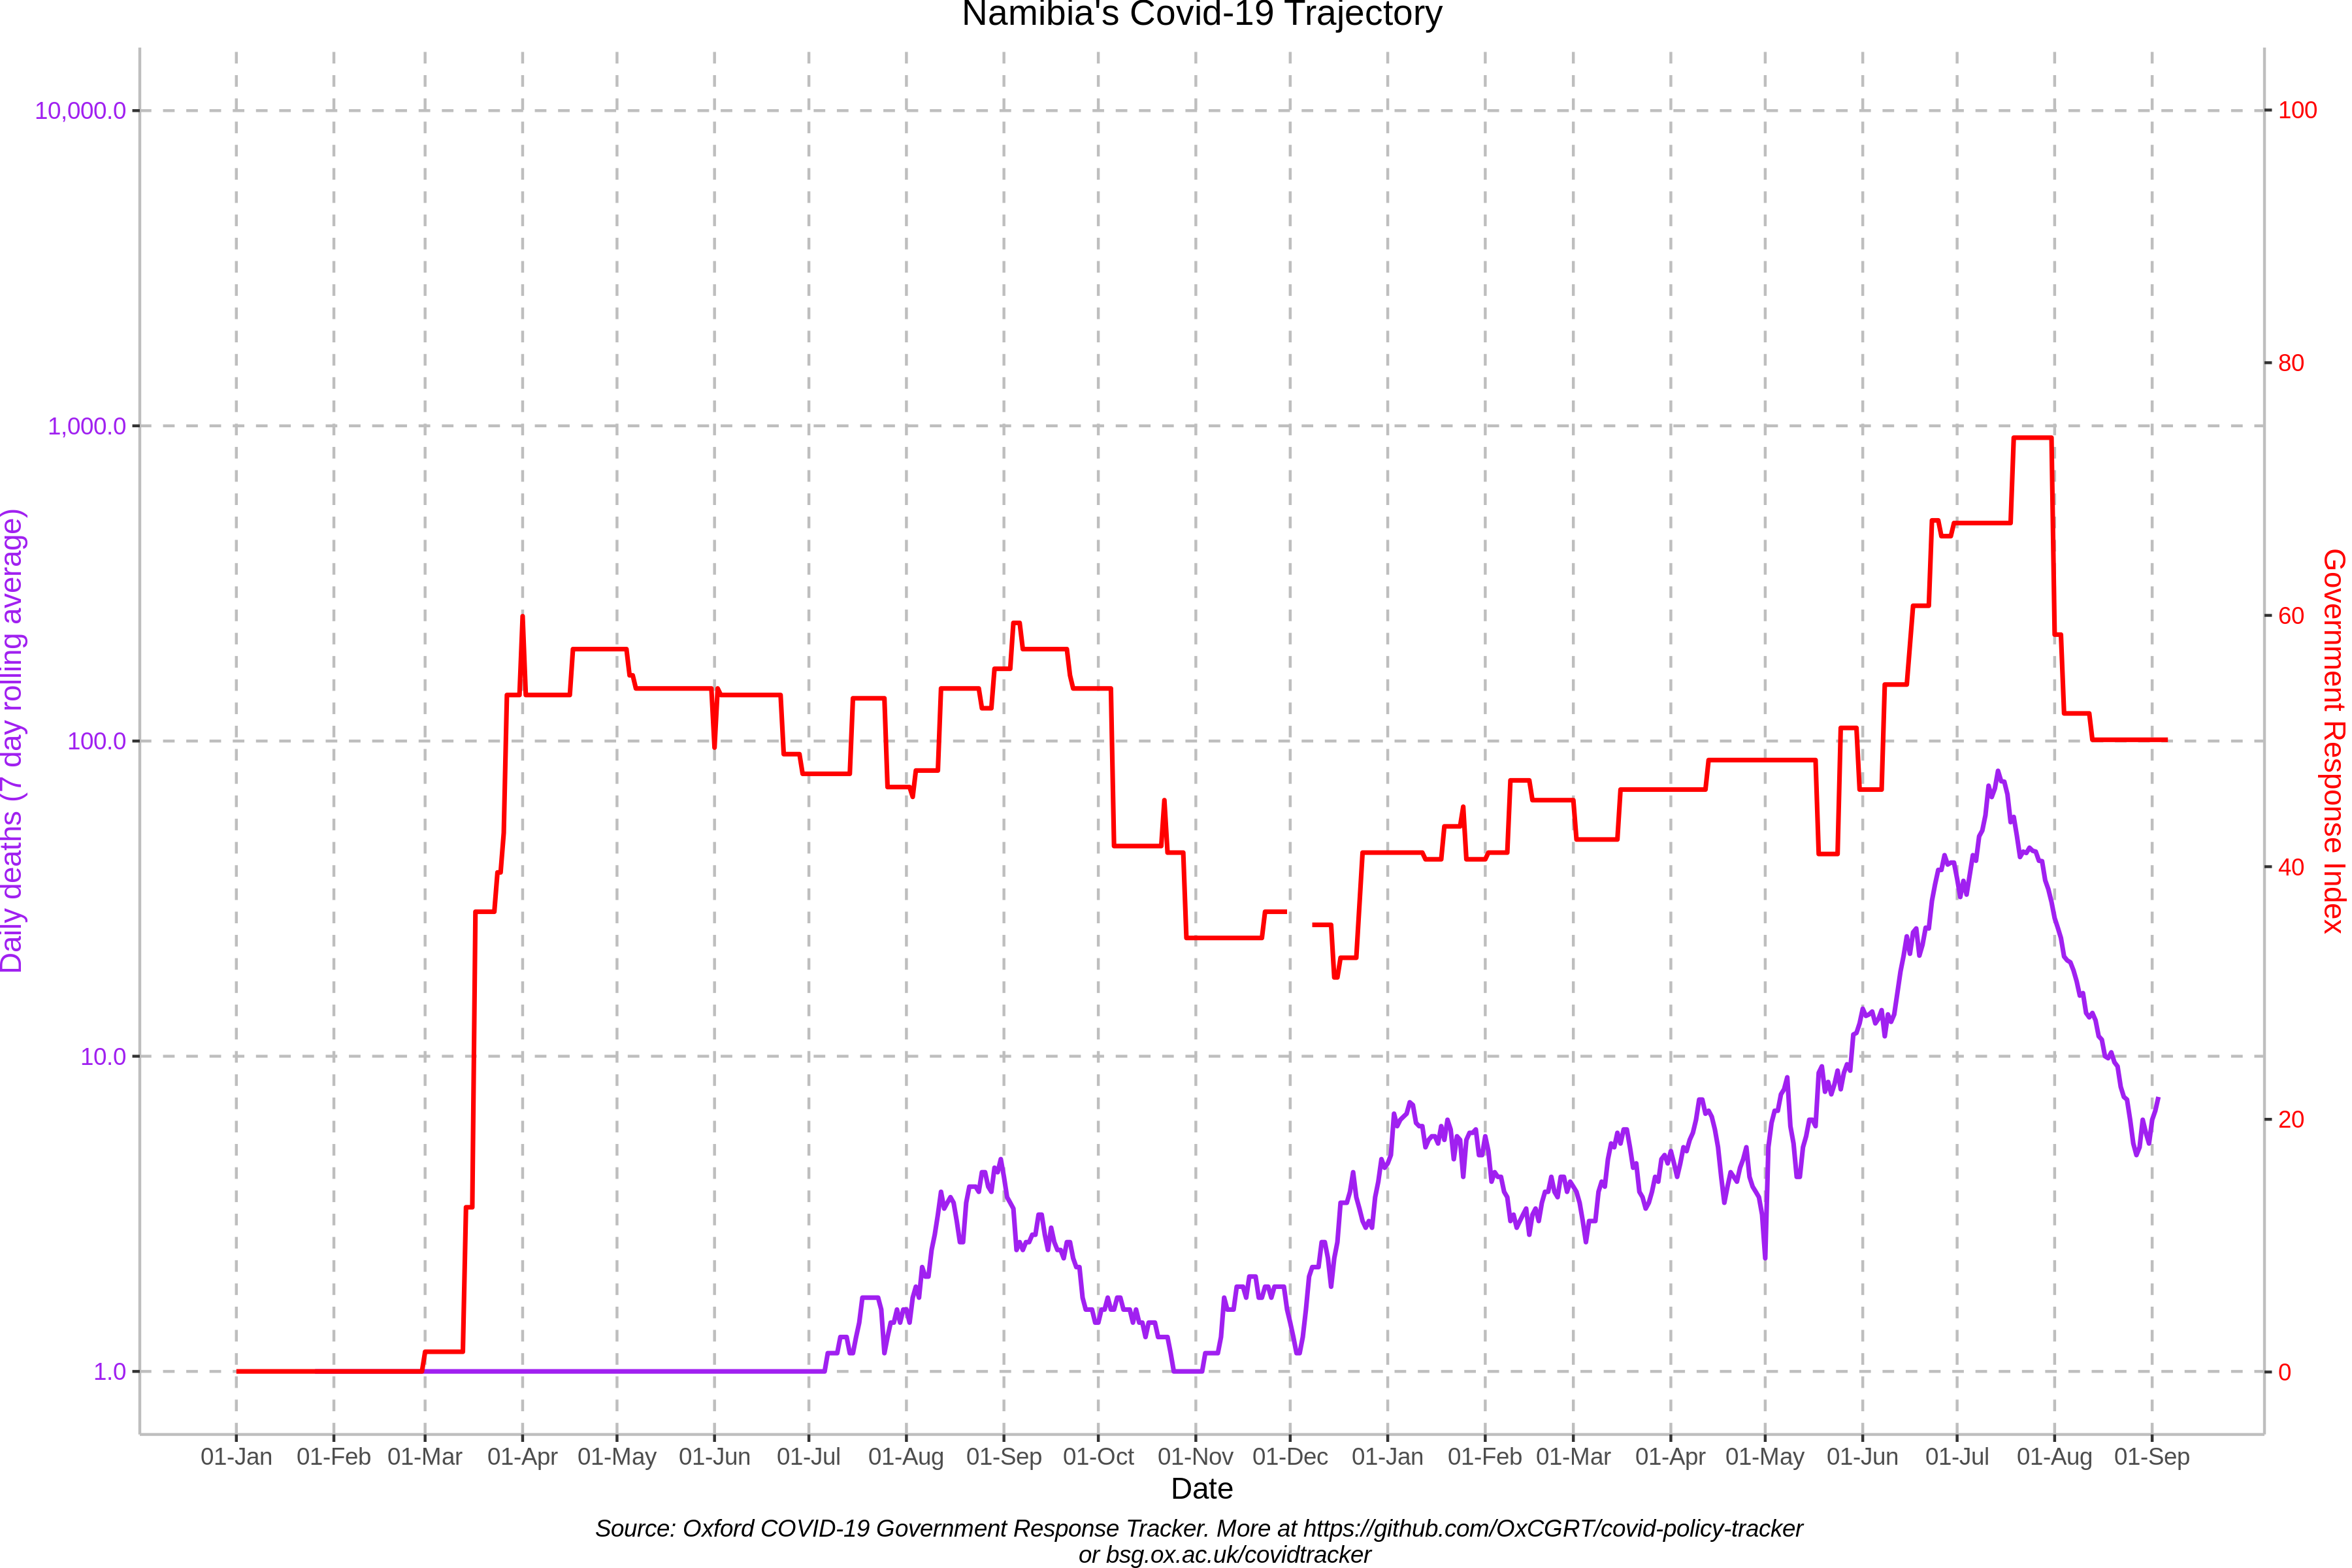 Namibia's Covid-19 Trajectory
10,000.0
1,000.0
100.0
10.0
1.0
Daily deaths (7 day rolling average)
100
80
60
40
20
0
Government Response Index
01-Jan 01-Feb 01-Mar 01-Apr 01-May 01-Jun 01-Jul 01-Aug 01-Sep 01-Oct 01-Nov 01-Dec 01-Jan 01-Feb 01-Mar 01-Apr 01-May 01-Jun 01-Jul 01-Aug 01-Sep
Date
Source: Oxford COVID-19 Government Response Tracker. More at https://github.com/OxCGRT/covid-policy-tracker
or bsg.ox.ac.uk/covidtracker